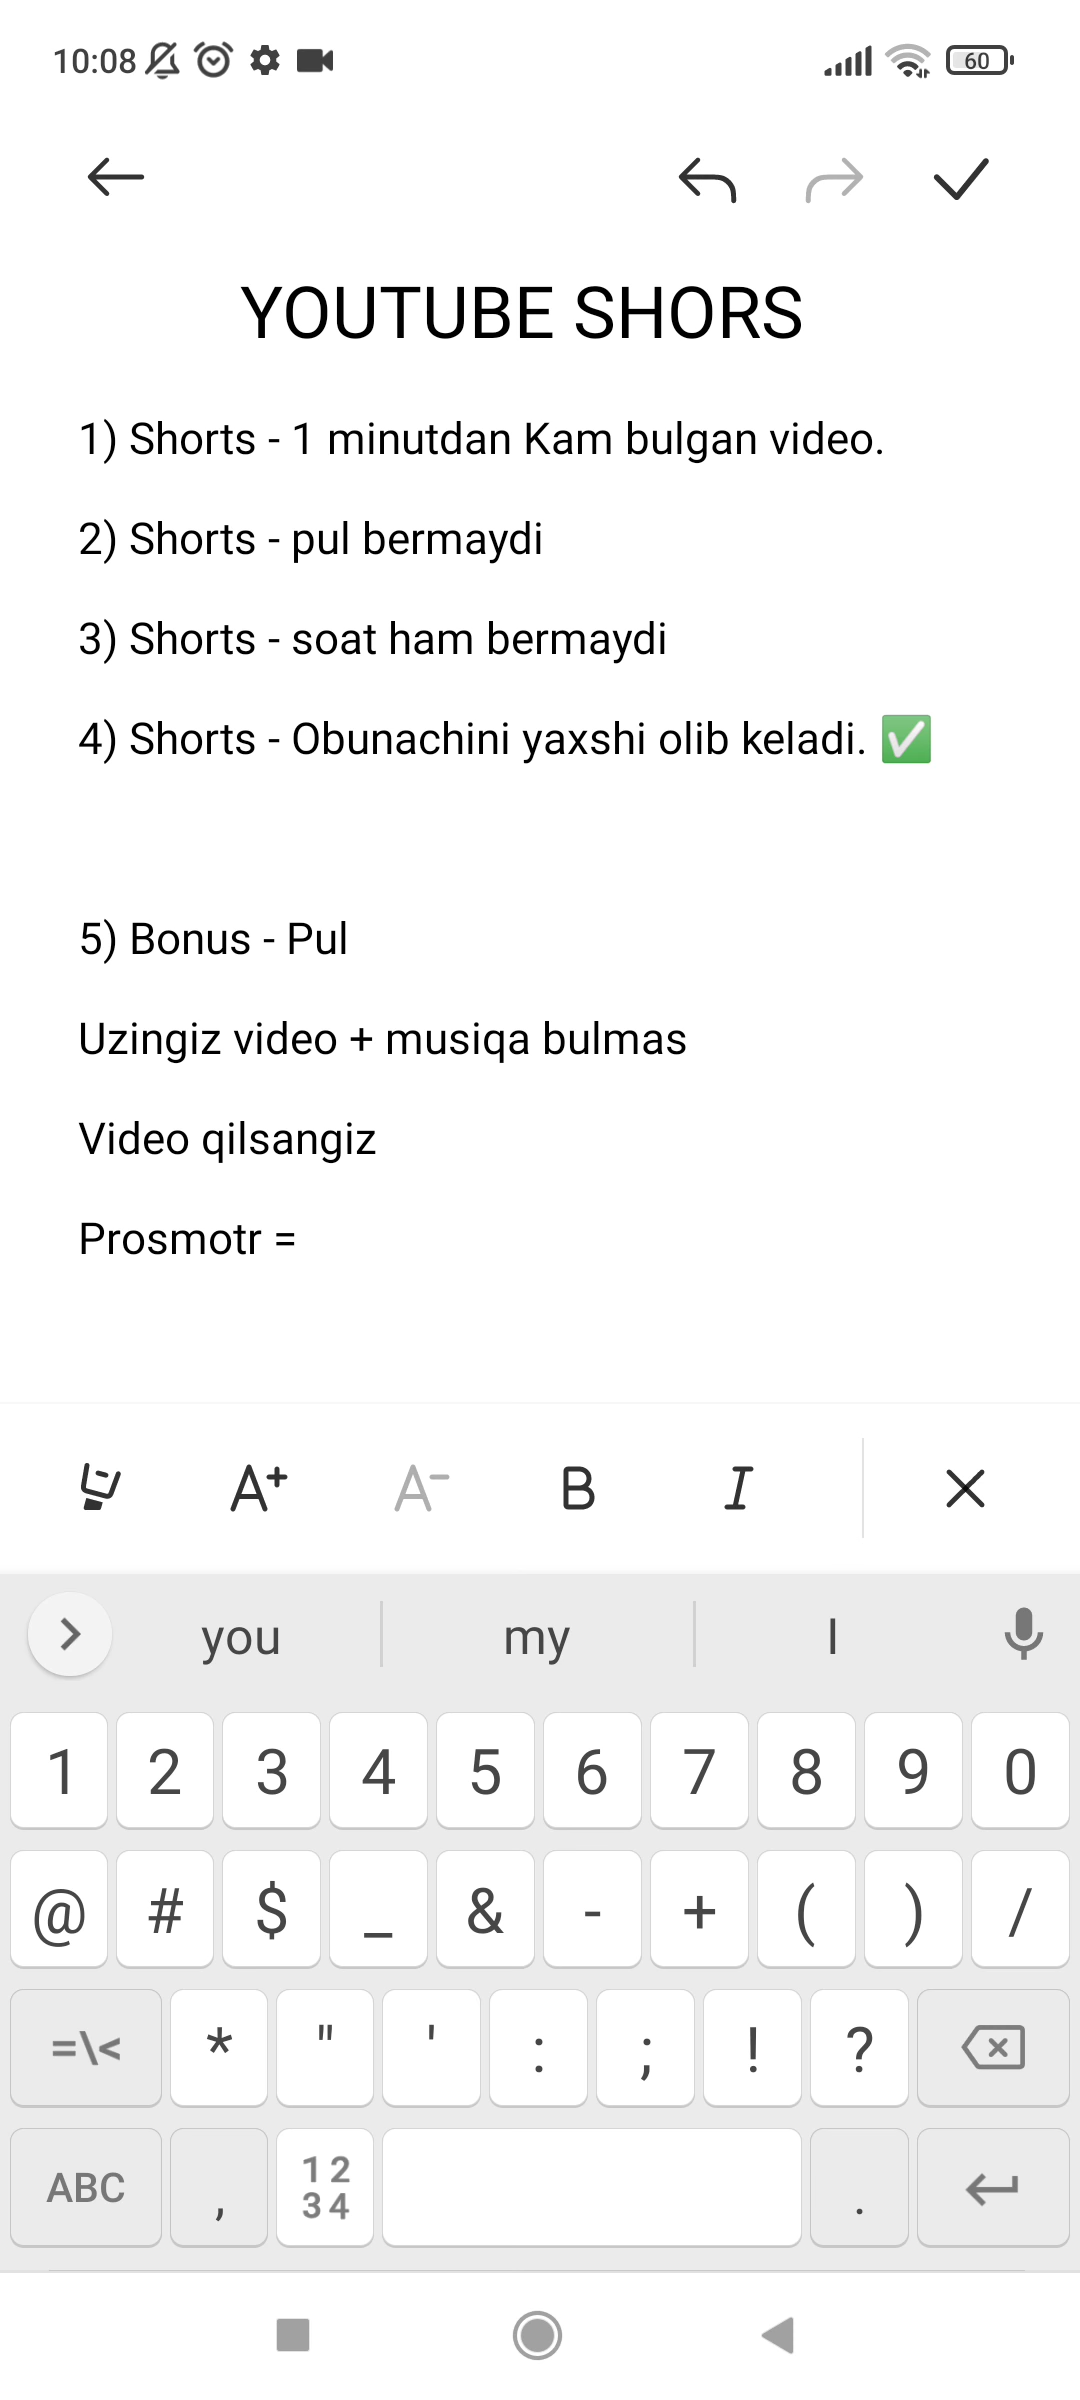 10:08
60
YOUTUBE SHORS
1) Shorts - 1 minutdan Kam bulgan video.
2) Shorts - pul bermaydi
3) Shorts - soat ham bermaydi
4) Shorts - Obunachini yaxshi olib keladi. ✅
5) Bonus - Pul
Uzingiz video + musiqa bulmas
Video qilsangiz
Prosmotr =
A+ A- B I
you my I
1 2 3 4 5 6 7 8 9 0
@ # $ _ & - + ( ) /
=\< * " ' : ; ! ?
ABC , 12 34 .